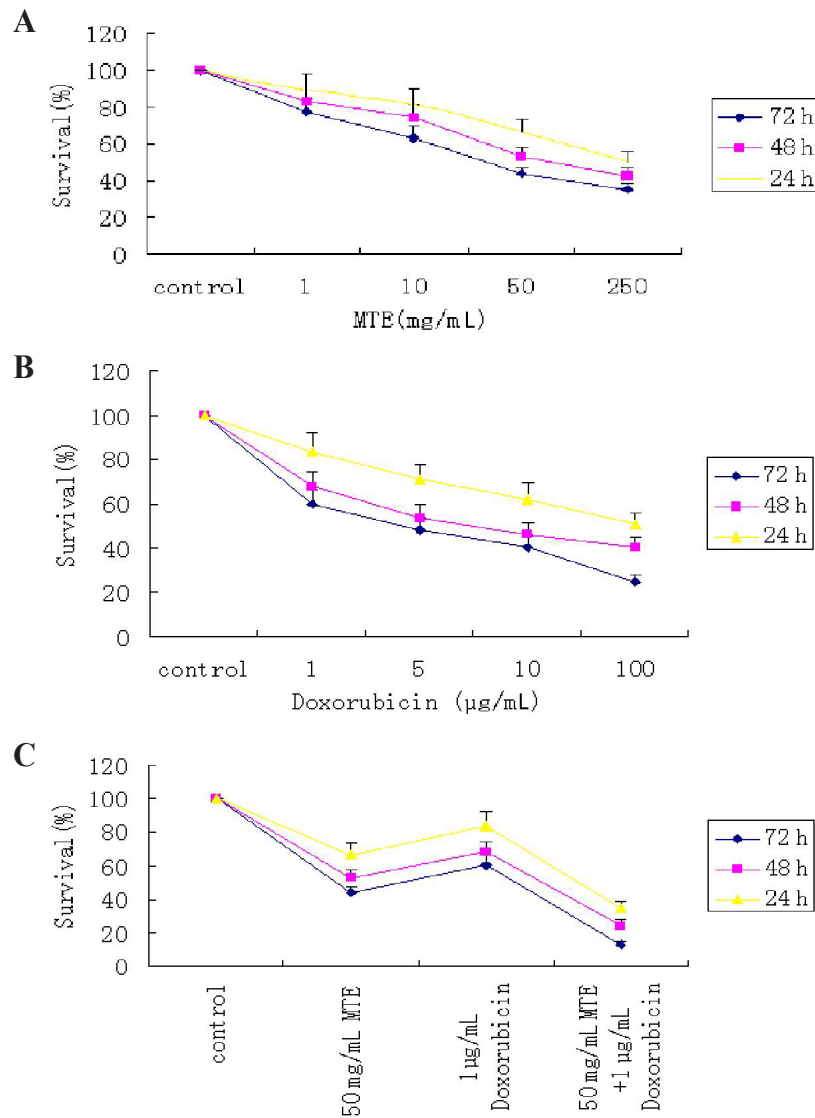 A
120
100
80
60
40
20
0
Survival(%)
control 1 10 50 250
MTE(mg/mL)
72 h
48 h
24 h
B
120
100
80
60
40
20
0
Survival(%)
control 1 5 10 100
Doxorubicin (µg/mL)
72 h
48 h
24 h
C
120
100
80
60
40
20
0
Survival(%)
control
50mg/mL MTE
1µg/mL
Doxorubicin
50mg/mL MTE
+1µg/mL
Doxorubicin
72 h
48 h
24 h